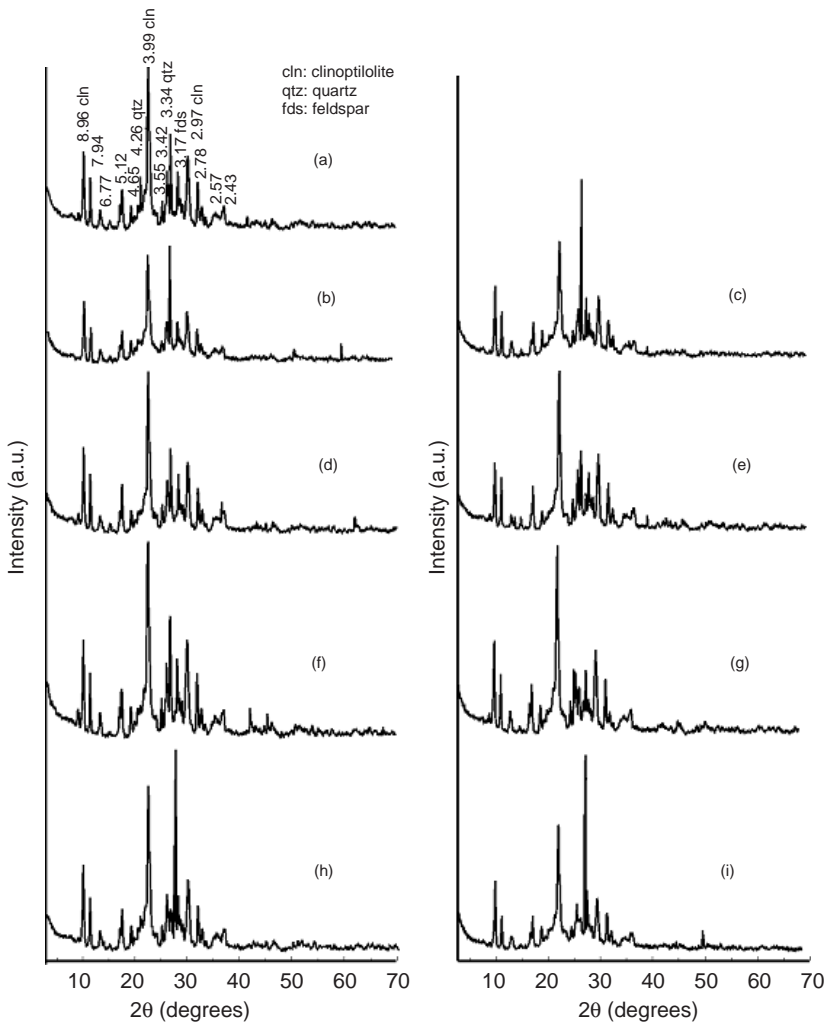 3.99 cln
8.96 cln
7.94
6.77
5.12
4.65
4.26 qtz
3.55
3.42
3.34 qtz
3.17 fds
2.97 cln
2.78
2.57
2.43
cln: clinoptilolite
qtz: quartz
fds: feldspar
(a)
(b)
(c)
(d)
(e)
(f)
(g)
(h)
(i)
Intensity (a.u.)
Intensity (a.u.)
10 20 30 40 50 60 70
10 20 30 40 50 60 70
2θ (degrees)
2θ (degrees)